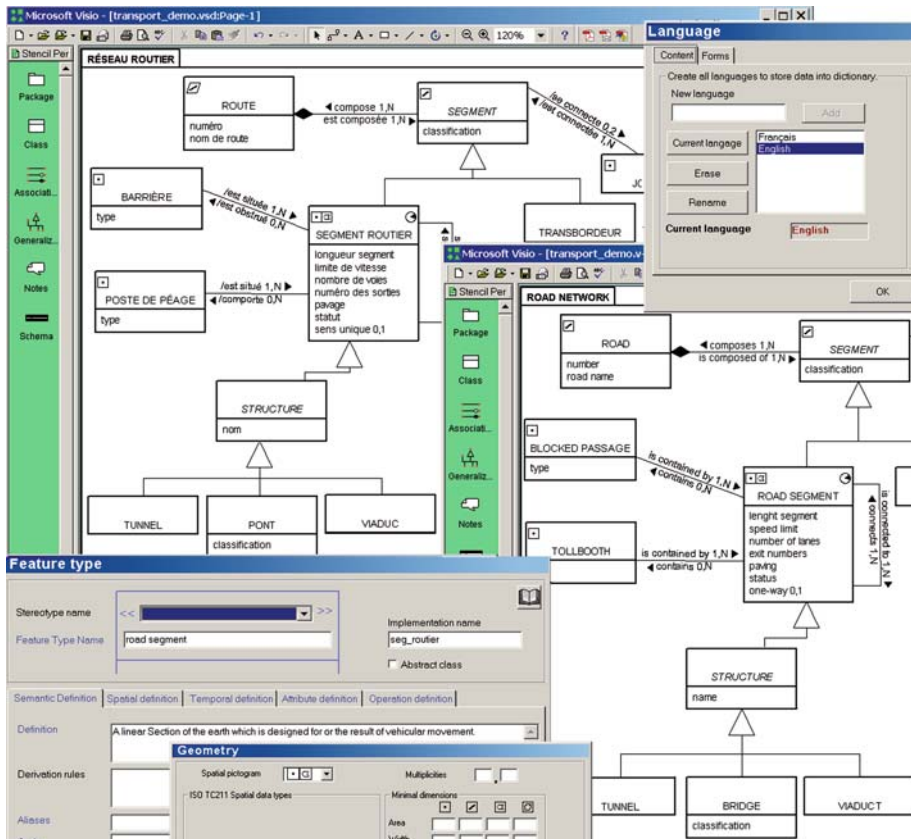 Microsoft Visio - [transport_demo.vsd:Page-1]
120%
Stencil Per
Package
Class
Associati...
Generaliz...
Notes
Schema
RÉSEAU ROUTIER
ROUTE
numéro
nom de route
compose 1,N
est composée 1,N
SEGMENT
classification
/se connecte 0,2
/est connectée 1,N
BARRIÈRE
type
/est située 1,N
/est obstrué 0,N
SEGMENT ROUTIER
longueur segment
limite de vitesse
nombre de voies
numéro des sorties
pavage
statut
sens unique 0,1
TRANSBORDEUR
POSTE DE PÉAGE
type
/est situé 1,N
/comporte 0,N
STRUCTURE
nom
TUNNEL
PONT
classification
VIADUC
Language
Content
Forms
Create all languages to store data into dictionary.
New language
Add
Current langage
Erase
Rename
Français
English
Current language
English
OK
Microsoft Visio - [transport_demo.v
Stencil Per
Package
Class
Associati...
Generaliz...
Notes
ROAD NETWORK
ROAD
number
road name
composes 1,N
is composed of 1,N
SEGMENT
classification
BLOCKED PASSAGE
type
is contained by 1,N
contains 0,N
ROAD SEGMENT
lenght segment
speed limit
number of lanes
exit numbers
paving
status
one-way 0,1
is connected to 1,N
connects 1,N
TOLLBOOTH
is contained by 1,N
contains 0,N
STRUCTURE
name
TUNNEL
BRIDGE
classification
VIADUCT
Feature type
Stereotype name
<< >>
Feature Type Name
road segment
Implementation name
seg_routier
Abstract class
Semantic Definition
Spatial definition
Temporal definition
Attribute definition
Operation definition
Definition
A linear Section of the earth which is designed for or the result of vehicular movement.
Derivation rules
Aliases
Geometry
Spatial pictogram
Multiplicities
ISO TC211 Spatial data types
Minimal dimensions
Area
Width